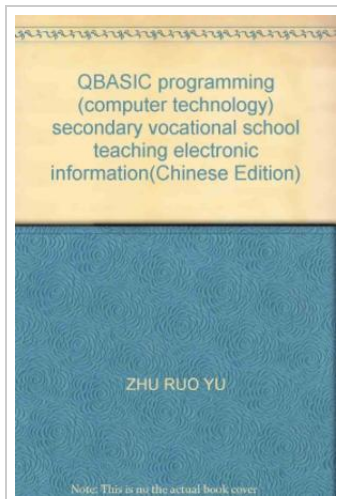 QBASIC programming
(computer technology)
secondary vocational school
teaching electronic
information(Chinese Edition)
ZHU RUO YU
Note: This is no the actual book cover